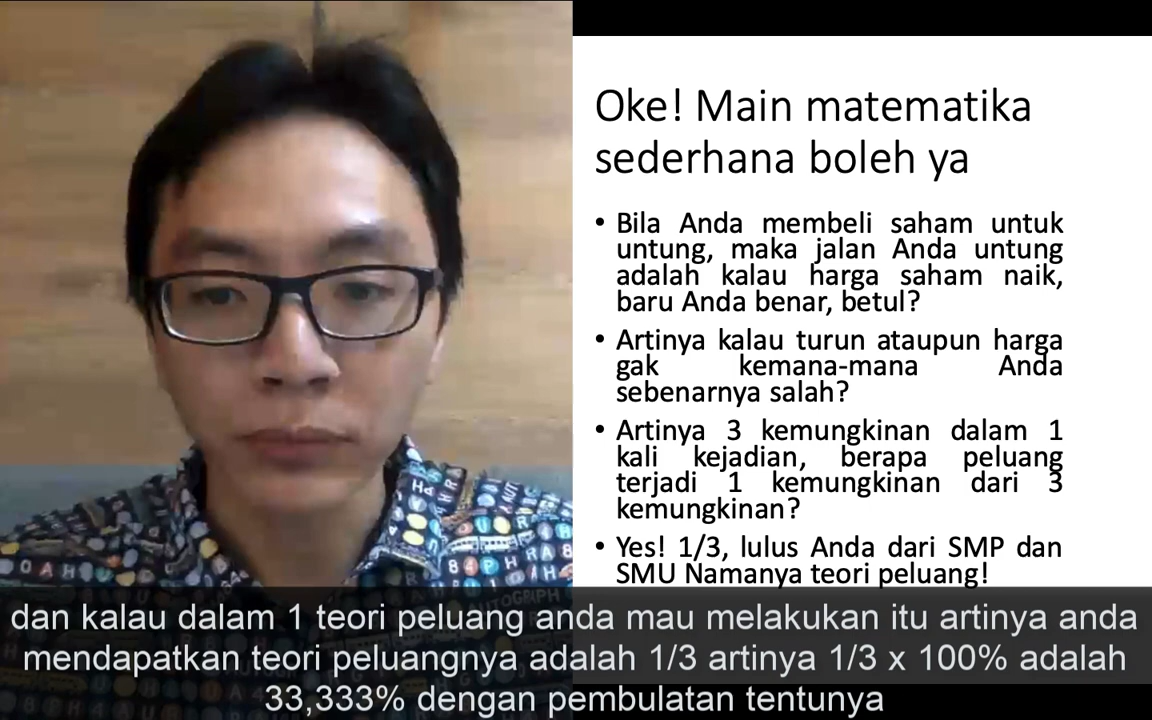 Oke! Main matematika
sederhana boleh ya
• Bila Anda membeli saham untuk
untung, maka jalan Anda untung
adalah kalau harga saham naik,
baru Anda benar, betul?
• Artinya kalau turun ataupun harga
gak kemana-mana Anda
sebenarnya salah?
• Artinya 3 kemungkinan dalam 1
kali kejadian, berapa peluang
terjadi 1 kemungkinan dari 3
kemungkinan?
• Yes! 1/3, lulus Anda dari SMP dan
SMU Namanya teori peluang!
dan kalau dalam 1 teori peluang anda mau melakukan itu artinya anda
mendapatkan teori peluangnya adalah 1/3 artinya 1/3 x 100% adalah
33,333% dengan pembulatan tentunya